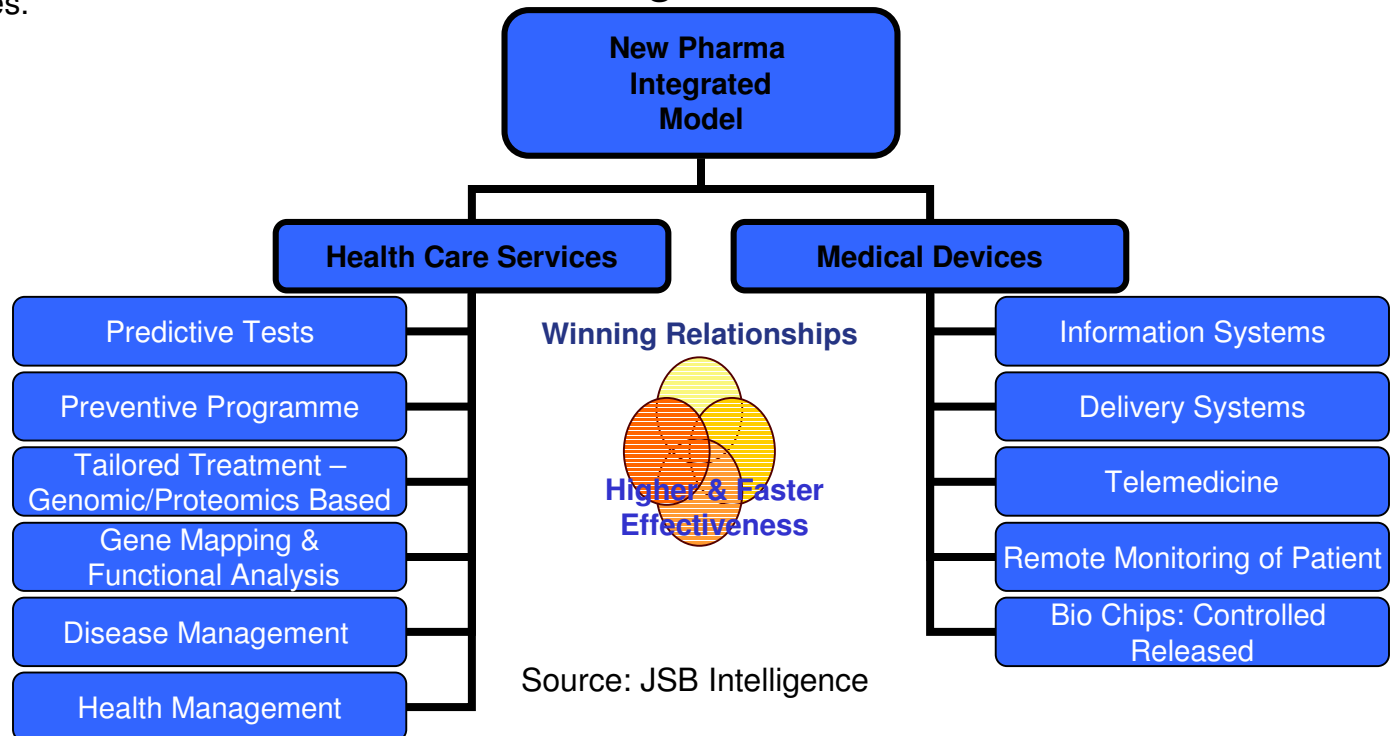 es.
New Pharma
Integrated
Model
Health Care Services
Medical Devices
Predictive Tests
Preventive Programme
Tailored Treatment –
Genomic/Proteomics Based
Gene Mapping &
Functional Analysis
Disease Management
Health Management
Winning Relationships
Higher & Faster
Effectiveness
Information Systems
Delivery Systems
Telemedicine
Remote Monitoring of Patient
Bio Chips: Controlled
Released
Source: JSB Intelligence